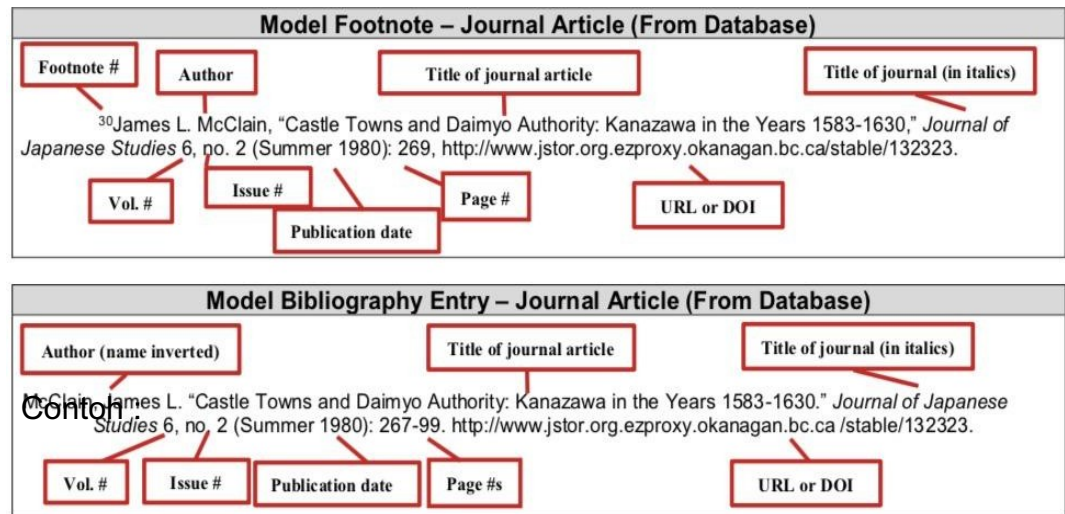 Model Footnote – Journal Article (From Database)
Footnote #
Author
Title of journal article
Title of journal (in italics)
30James L. McClain, “Castle Towns and Daimyo Authority: Kanazawa in the Years 1583-1630,” Journal of
Japanese Studies 6, no. 2 (Summer 1980): 269, http://www.jstor.org.ezproxy.okanagan.bc.ca/stable/132323.
Vol. #
Issue #
Publication date
Page #
URL or DOI
Model Bibliography Entry – Journal Article (From Database)
Author (name inverted)
Title of journal article
Title of journal (in italics)
McClain, James L. “Castle Towns and Daimyo Authority: Kanazawa in the Years 1583-1630.” Journal of Japanese
Contoh :
Studies 6, no. 2 (Summer 1980): 267-99. http://www.jstor.org.ezproxy.okanagan.bc.ca /stable/132323.
Vol. #
Issue #
Publication date
Page #s
URL or DOI